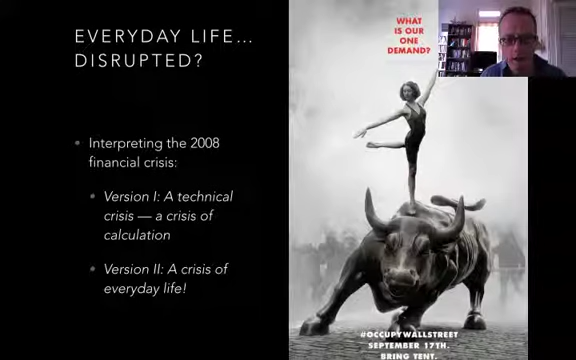 EVERYDAY LIFE...
DISRUPTED?
• Interpreting the 2008
financial crisis:
• Version I: A technical
crisis — a crisis of
calculation
• Version II: A crisis of
everyday life!
WHAT
IS OUR
ONE
DEMAND?
#OCCUPYWALLSTREET
SEPTEMBER 17TH.
BRING TENT.